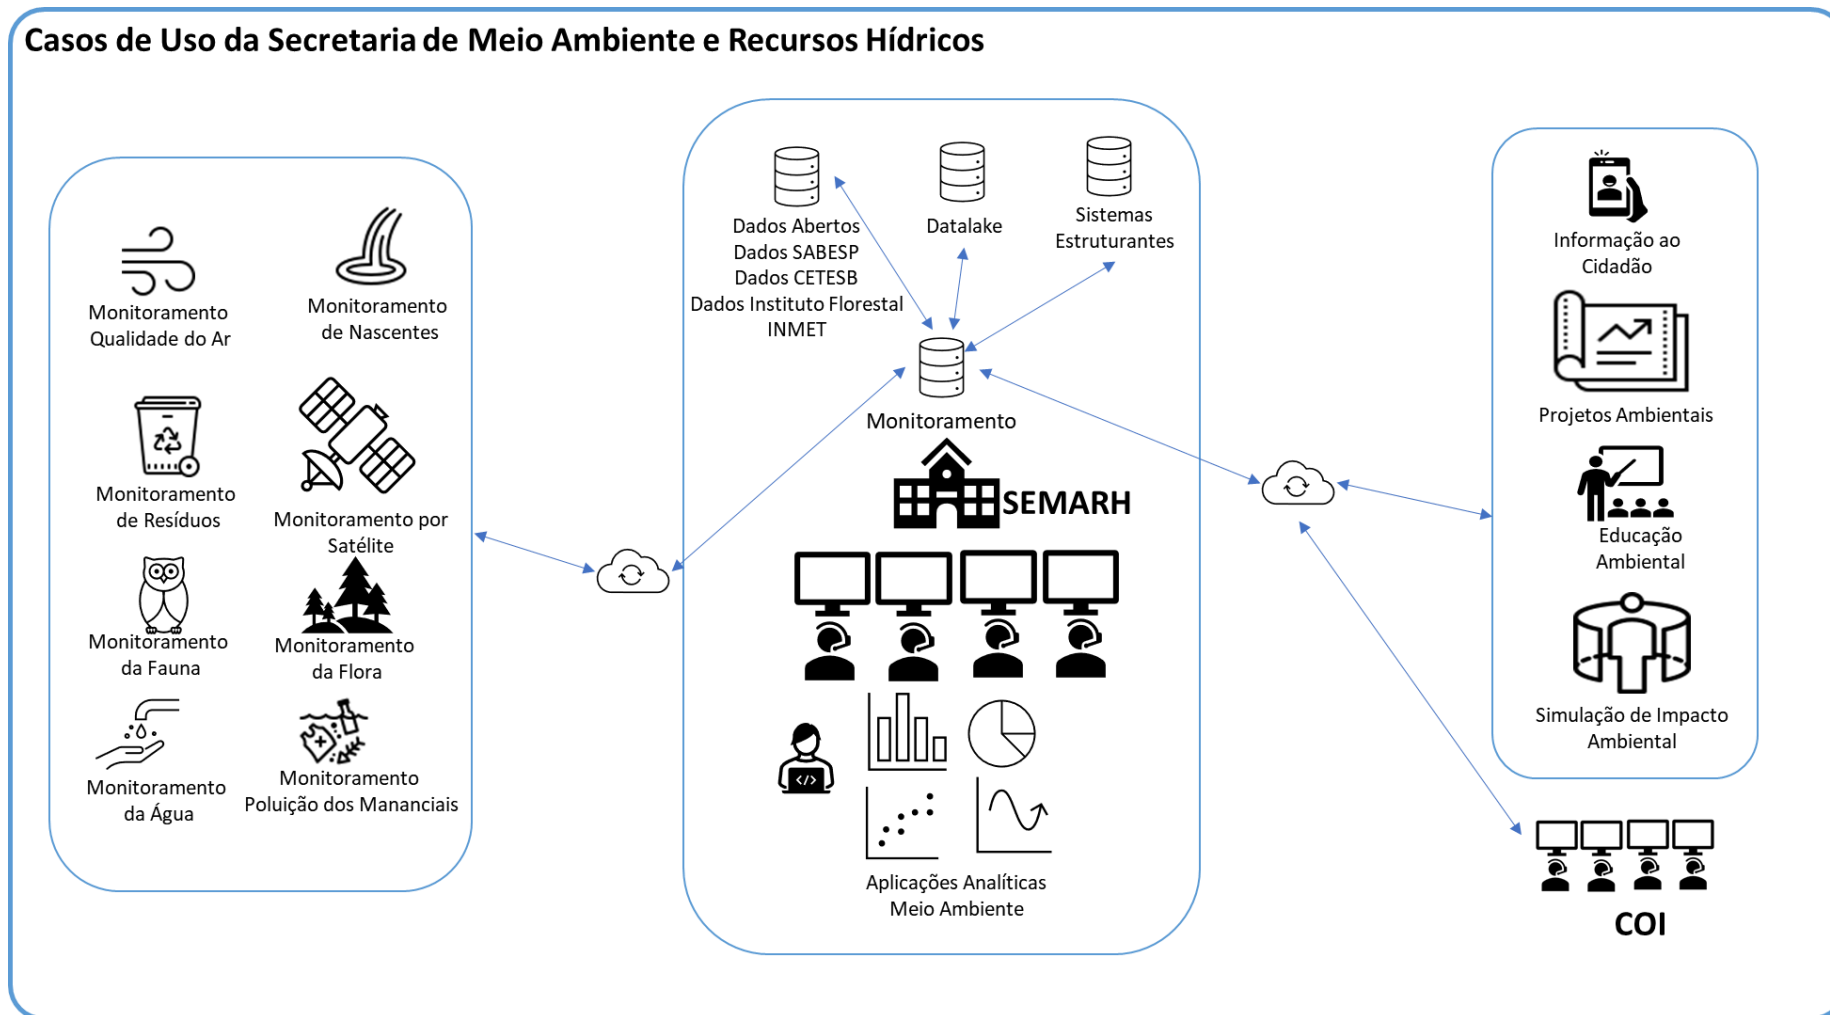 Casos de Uso da Secretaria de Meio Ambiente e Recursos Hídricos
Monitoramento
Qualidade do Ar
Monitoramento
de Nascentes
Monitoramento
de Resíduos
Monitoramento por
Satélite
Monitoramento
da Fauna
Monitoramento
da Flora
Monitoramento
da Água
Monitoramento
Poluição dos Mananciais
Dados Abertos
Dados SABESP
Dados CETESB
Dados Instituto Florestal
INMET
Datalake
Sistemas
Estruturantes
Monitoramento
SEMARH
</>
Aplicações Analíticas
Meio Ambiente
Informação ao
Cidadão
Projetos Ambientais
Educação
Ambiental
Simulação de Impacto
Ambiental
COI